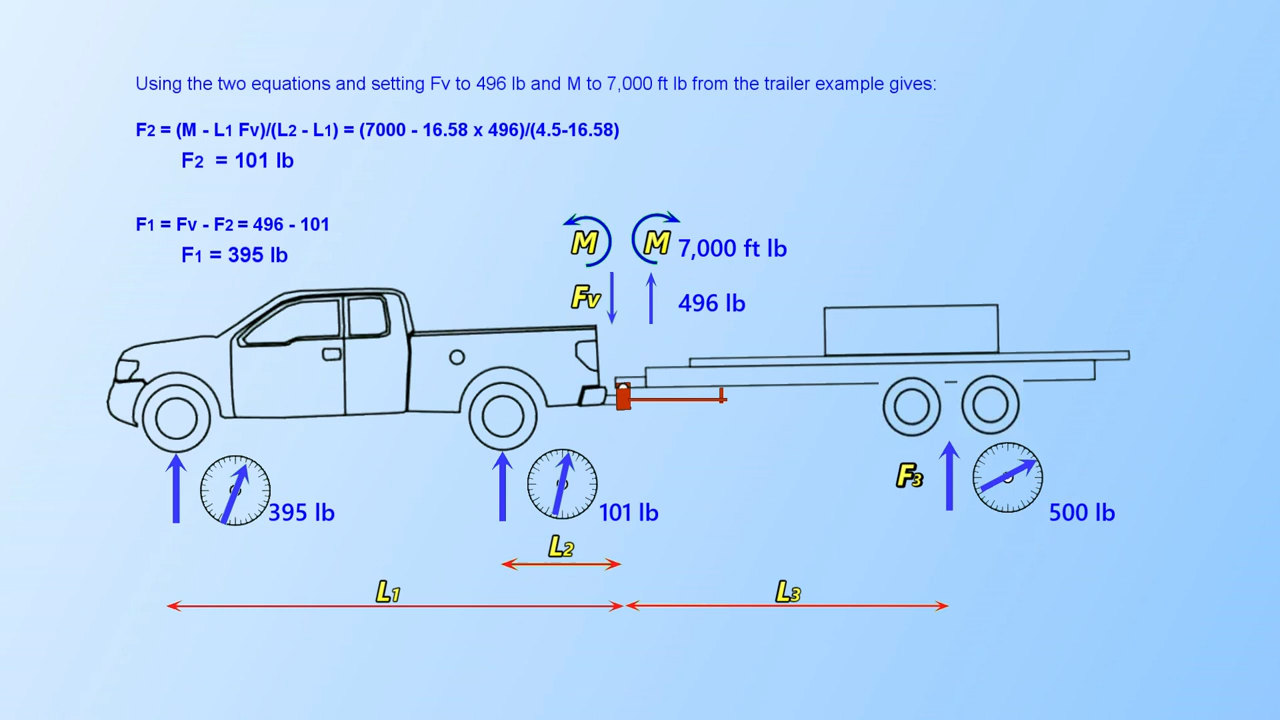 Using the two equations and setting Fv to 496 lb and M to 7,000 ft lb from the trailer example gives:
F2 = (M - L1 Fv)/(L2 - L1) = (7000 - 16.58 x 496)/(4.5-16.58)
F2 = 101 lb
F1 = Fv - F2 = 496 - 101
F1 = 395 lb
M M 7,000 ft lb
Fv 496 lb
F3
395 lb 101 lb 500 lb
L2
L1 L3